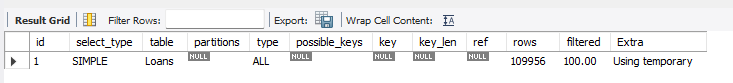 Result Grid Filter Rows: Export: Wrap Cell Content:
id select_type table partitions type possible_keys key key_len ref rows filtered Extra
1 SIMPLE Loans NULL ALL NULL NULL NULL NULL 109956 100.00 Using temporary